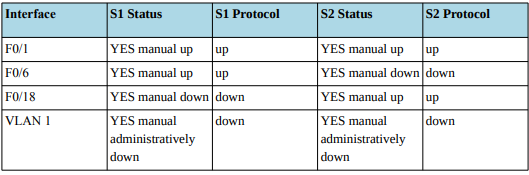 Interface S1 Status S1 Protocol S2 Status S2 Protocol
F0/1 YES manual up up YES manual up up
F0/6 YES manual up up YES manual down down
F0/18 YES manual down down YES manual up up
VLAN 1 YES manual down YES manual down
administratively administratively
down down